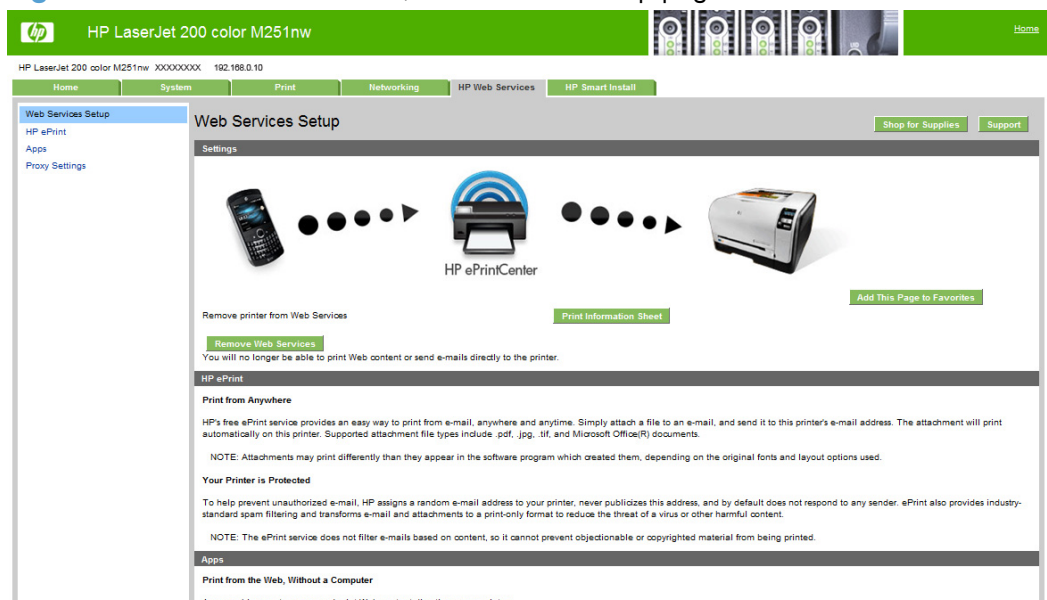 hp HP LaserJet 200 color M251nw
Home
HP LaserJet 200 color M251nw XXXXXXXX 192.168.0.10
Home System Print Networking HP Web Services HP Smart Install
Web Services Setup
HP ePrint
Apps
Proxy Settings
Web Services Setup
Shop for Supplies Support
Settings
HP ePrintCenter
Add This Page to Favorites
Remove printer from Web Services
Print Information Sheet
Remove Web Services
You will no longer be able to print Web content or send e-mails directly to the printer.
HP ePrint
Print from Anywhere
HP's free ePrint service provides an easy way to print from e-mail, anywhere and anytime. Simply attach a file to an e-mail, and send it to this printer's e-mail address. The attachment will print
automatically on this printer. Supported attachment file types include .pdf, .jpg, .tif, and Microsoft Office(R) documents.
NOTE: Attachments may print differently than they appear in the software program which created them, depending on the original fonts and layout options used.
Your Printer is Protected
To help prevent unauthorized e-mail, HP assigns a random e-mail address to your printer, never publicizes this address, and by default does not respond to any sender. ePrint also provides industry-
standard spam filtering and transforms e-mail and attachments to a print-only format to reduce the threat of a virus or other harmful content.
NOTE: The ePrint service does not filter e-mails based on content, so it cannot prevent objectionable or copyrighted material from being printed.
Apps
Print from the Web, Without a Computer